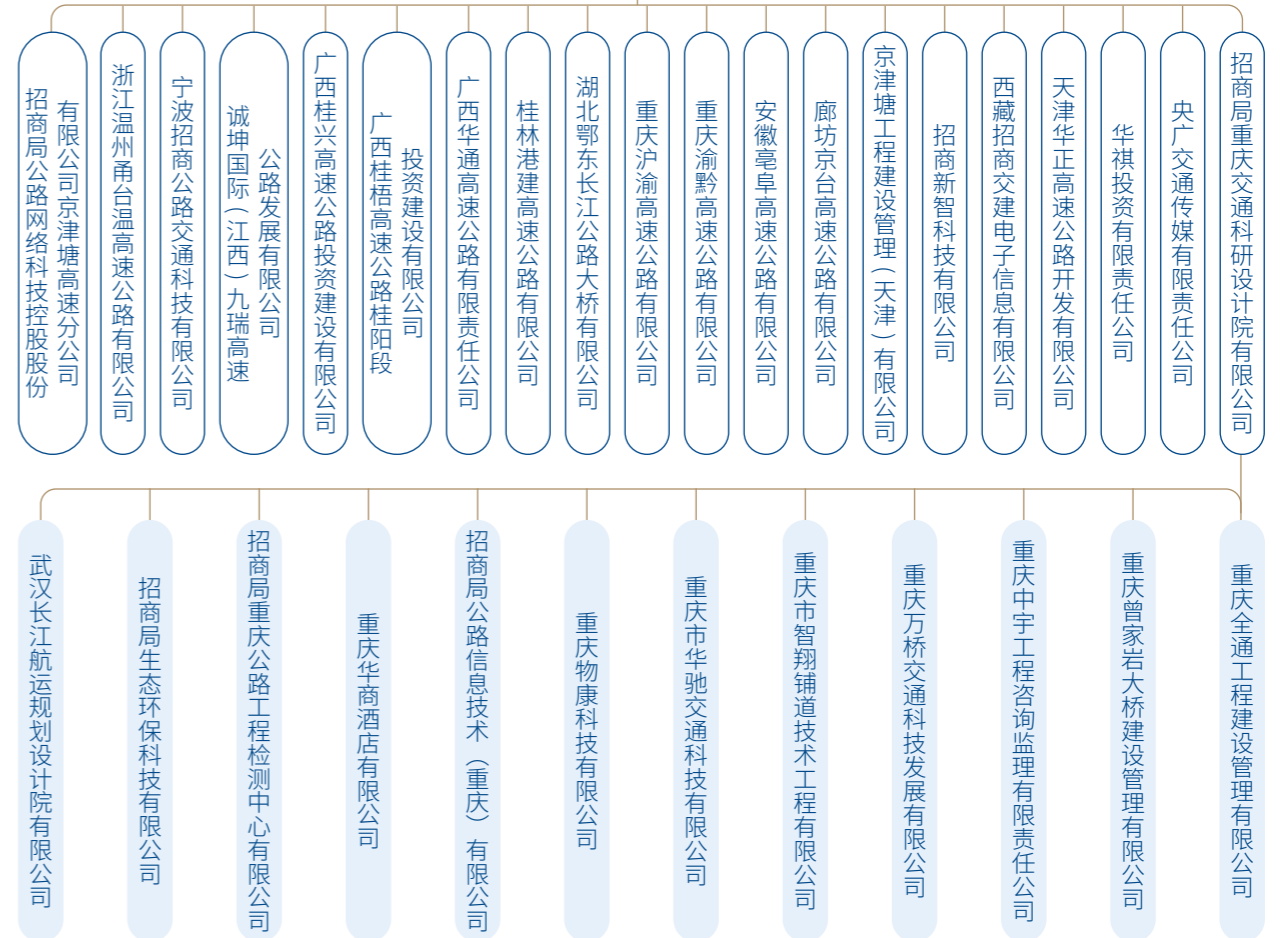 招商局公路网络科技控股股份
有限公司京津塘高速分公司
浙江温州甬台温高速公路有限公司
宁波招商公路交通科技有限公司
诚坤国际（江西）九瑞高速
公路发展有限公司
广西桂兴高速公路投资建设有限公司
广西桂梧高速公路桂阳段
投资建设有限公司
广西华通高速公路有限责任公司
桂林港建高速公路有限公司
湖北鄂东长江公路大桥有限公司
重庆沪渝高速公路有限公司
重庆渝黔高速公路有限公司
安徽亳阜高速公路有限公司
廊坊京台高速公路有限公司
京津塘工程建设管理（天津）有限公司
招商新智科技有限公司
西藏招商交建电子信息有限公司
天津华正高速公路开发有限公司
华祺投资有限责任公司
央广交通传媒有限责任公司
招商局重庆交通科研设计院有限公司
武汉长江航运规划设计院有限公司
招商局生态环保科技有限公司
招商局重庆公路工程检测中心有限公司
重庆华商酒店有限公司
招商局公路信息技术（重庆）有限公司
重庆物康科技有限公司
重庆市华驰交通科技有限公司
重庆市智翔铺道技术工程有限公司
重庆万桥交通科技发展有限公司
重庆中宇工程咨询监理有限责任公司
重庆曾家岩大桥建设管理有限公司
重庆全通工程建设管理有限公司